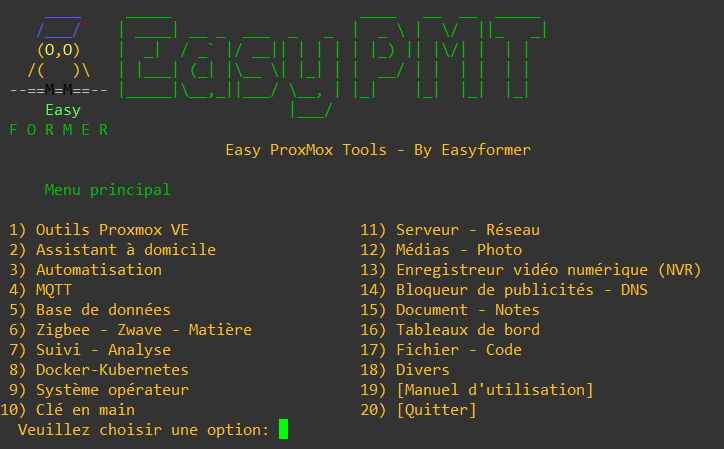 Easy PMT
Easy
F O R M E R
Easy ProxMox Tools - By Easyformer
Menu principal
1) Outils Proxmox VE
2) Assistant à domicile
3) Automatisation
4) MQTT
5) Base de données
6) Zigbee - Zwave - Matière
7) Suivi - Analyse
8) Docker-Kubernetes
9) Système opérateur
10) Clé en main
11) Serveur - Réseau
12) Médias - Photo
13) Enregistreur vidéo numérique (NVR)
14) Bloqueur de publicités - DNS
15) Document - Notes
16) Tableaux de bord
17) Fichier - Code
18) Divers
19) [Manuel d'utilisation]
20) [Quitter]
Veuillez choisir une option: